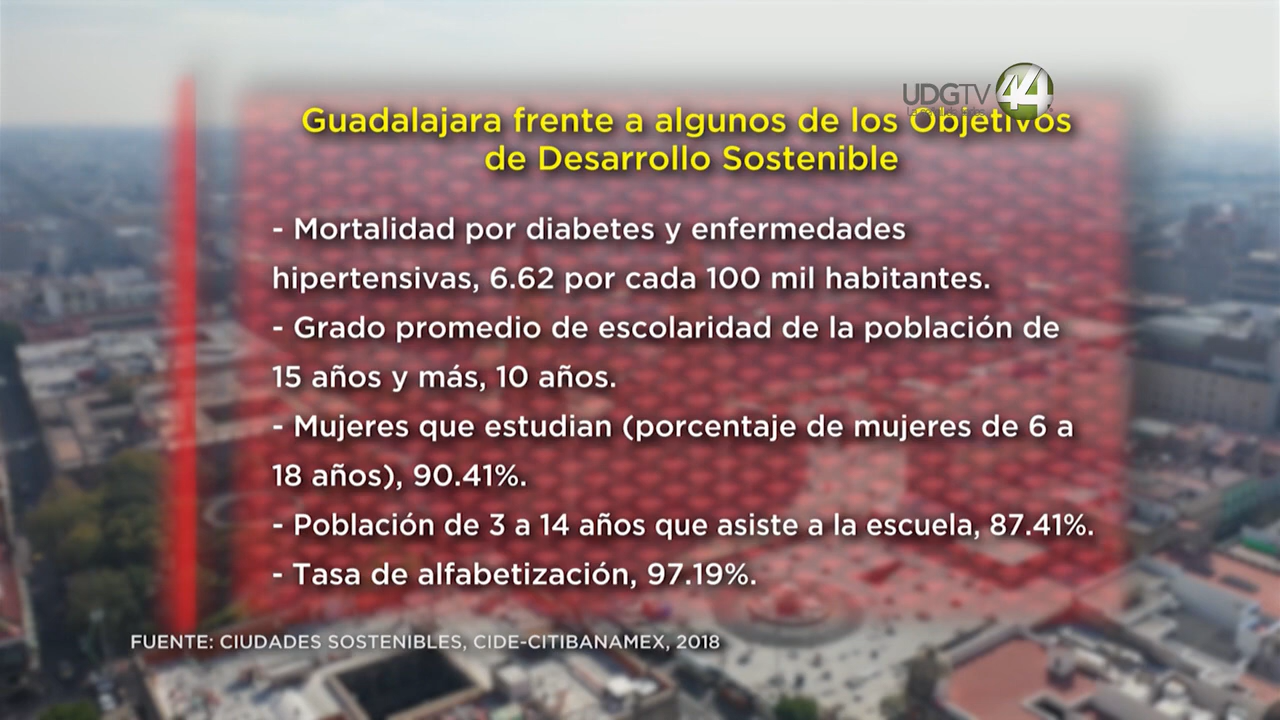 UDGTV 44
Guadalajara frente a algunos de los Objetivos
de Desarrollo Sostenible
- Mortalidad por diabetes y enfermedades
hipertensivas, 6.62 por cada 100 mil habitantes.
- Grado promedio de escolaridad de la población de
15 años y más, 10 años.
- Mujeres que estudian (porcentaje de mujeres de 6 a
18 años), 90.41%.
- Población de 3 a 14 años que asiste a la escuela, 87.41%.
- Tasa de alfabetización, 97.19%.
FUENTE: CIUDADES SOSTENIBLES, CIDE-CITIBANAMEX, 2018